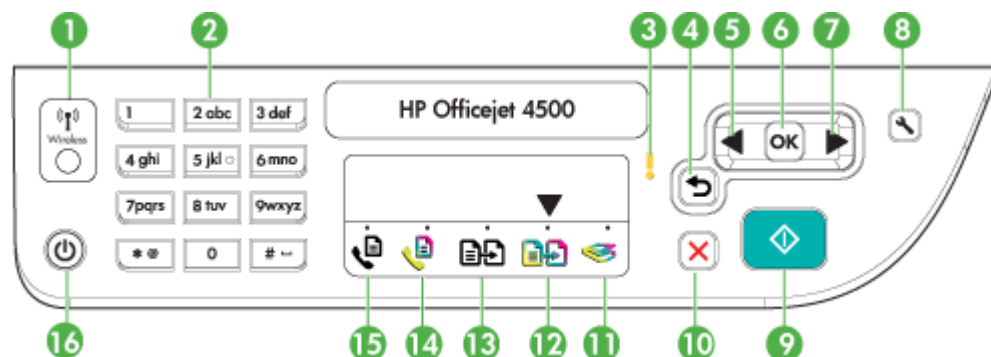 1 2 3 4 5 6 7 8
Wireless
1 2 abc 3 def
4 ghi 5 jkl 6 mno
7pqrs 8 tuv 9wxyz
* @ 0 #
HP Officejet 4500
OK
16 15 14 13 12 11 10 9